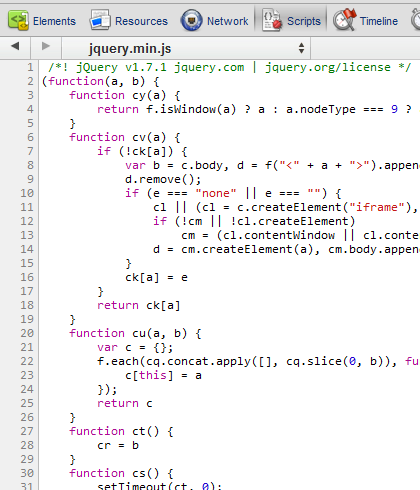 Elements Resources Network Scripts Timeline
jquery.min.js
1 /*! jQuery v1.7.1 jquery.com | jquery.org/license */
2 (function(a, b) {
3 function cy(a) {
4 return f.isWindow(a) ? a : a.nodeType === 9 ?
5 }
6 function cv(a) {
7 if (!ck[a]) {
8 var b = c.body, d = f("<" + a + ">").appen
9 d.remove();
10 if (e === "none" || e === "") {
11 cl || (cl = c.createElement("iframe"),
12 if (!cm || !cl.createElement)
13 cm = (cl.contentWindow || cl.conte
14 d = cm.createElement(a), cm.body.appen
15 }
16 ck[a] = e
17 }
18 return ck[a]
19 }
20 function cu(a, b) {
21 var c = {};
22 f.each(cq.concat.apply([], cq.slice(0, b)), fu
23 c[this] = a
24 });
25 return c
26 }
27 function ct() {
28 cr = b
29 }
30 function cs() {
31 setTimeout(ct, 0);